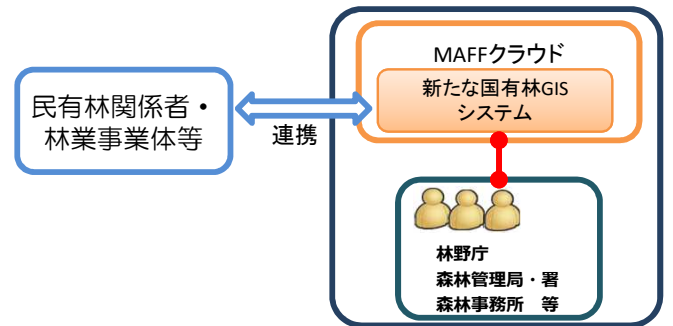 MAFFクラウド
新たな国有林GIS
システム
民有林関係者・
林業事業体等
連携
林野庁
森林管理局・署
森林事務所　等